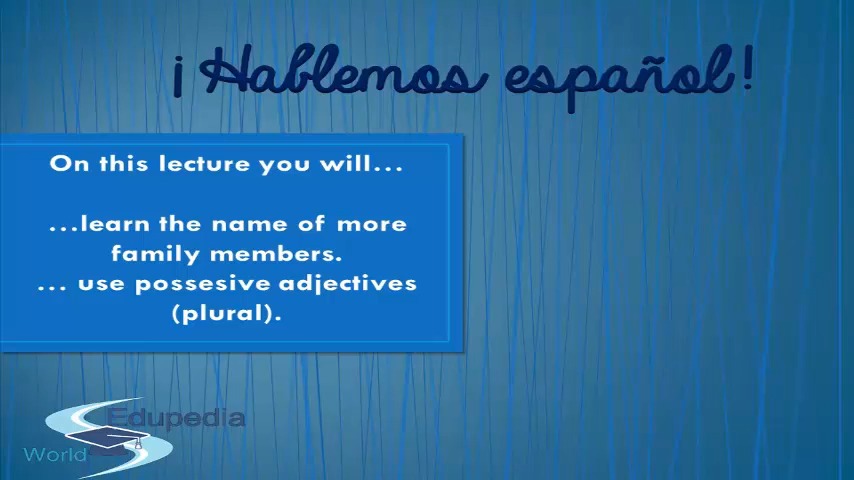 ¡Hablemos español!
On this lecture you will...
...learn the name of more
family members.
... use possesive adjectives
(plural).
Edupedia
World